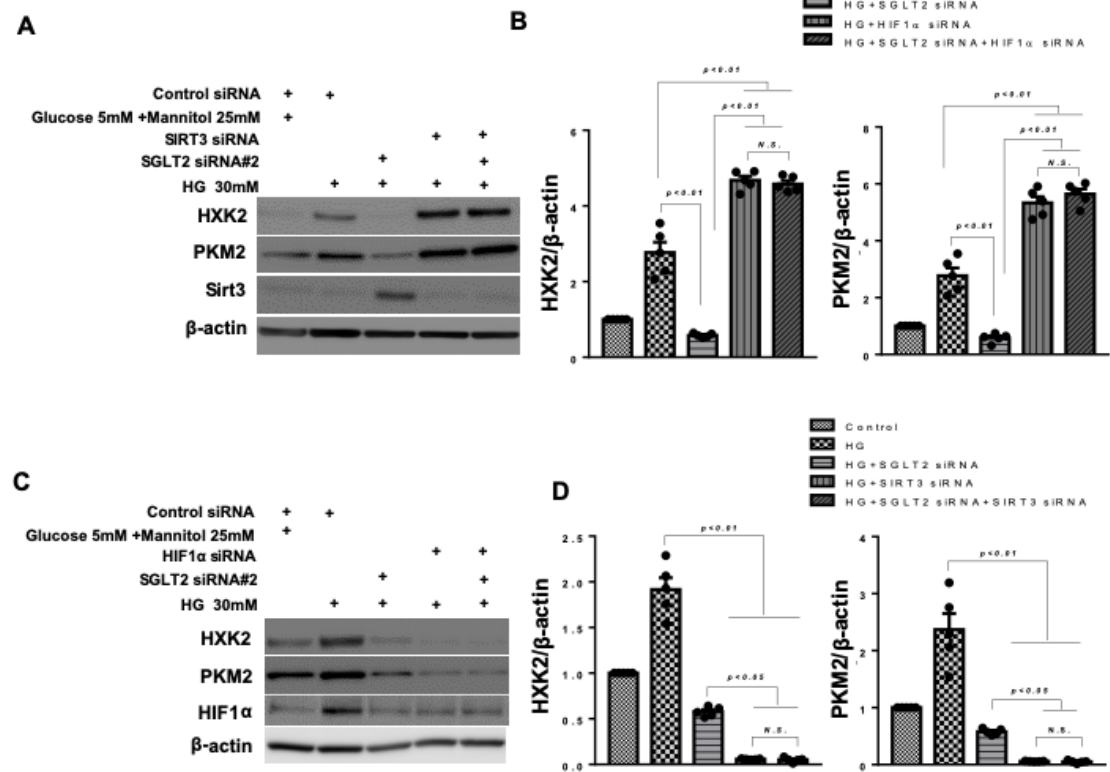 HG+SGLT2 siRNA
HG+HIF1α siRNA
HG+SGLT2 siRNA+HIF1α siRNA
A
Control siRNA + +
Glucose 5mM +Mannitol 25mM +
SIRT3 siRNA + +
SGLT2 siRNA#2 + +
HG 30mM + + + +
HXK2
PKM2
Sirt3
β-actin
B
HXK2/β-actin
6
4
2
0
p<0.01
p<0.01
p<0.01
N.S.
PKM2/β-actin
8
6
4
2
0
p<0.01
p<0.01
p<0.01
N.S.
C
Control siRNA + +
Glucose 5mM +Mannitol 25mM +
HIF1α siRNA + +
SGLT2 siRNA#2 + +
HG 30mM + + + +
HXK2
PKM2
HIF1α
β-actin
D
Control
HG
HG+SGLT2 siRNA
HG+SIRT3 siRNA
HG+SGLT2 siRNA+SIRT3 siRNA
HXK2/β-actin
2.5
2.0
1.5
1.0
0.5
0.0
p<0.01
p<0.05
N.S.
PKM2/β-actin
4
3
2
1
0
p<0.01
p<0.05
N.S.